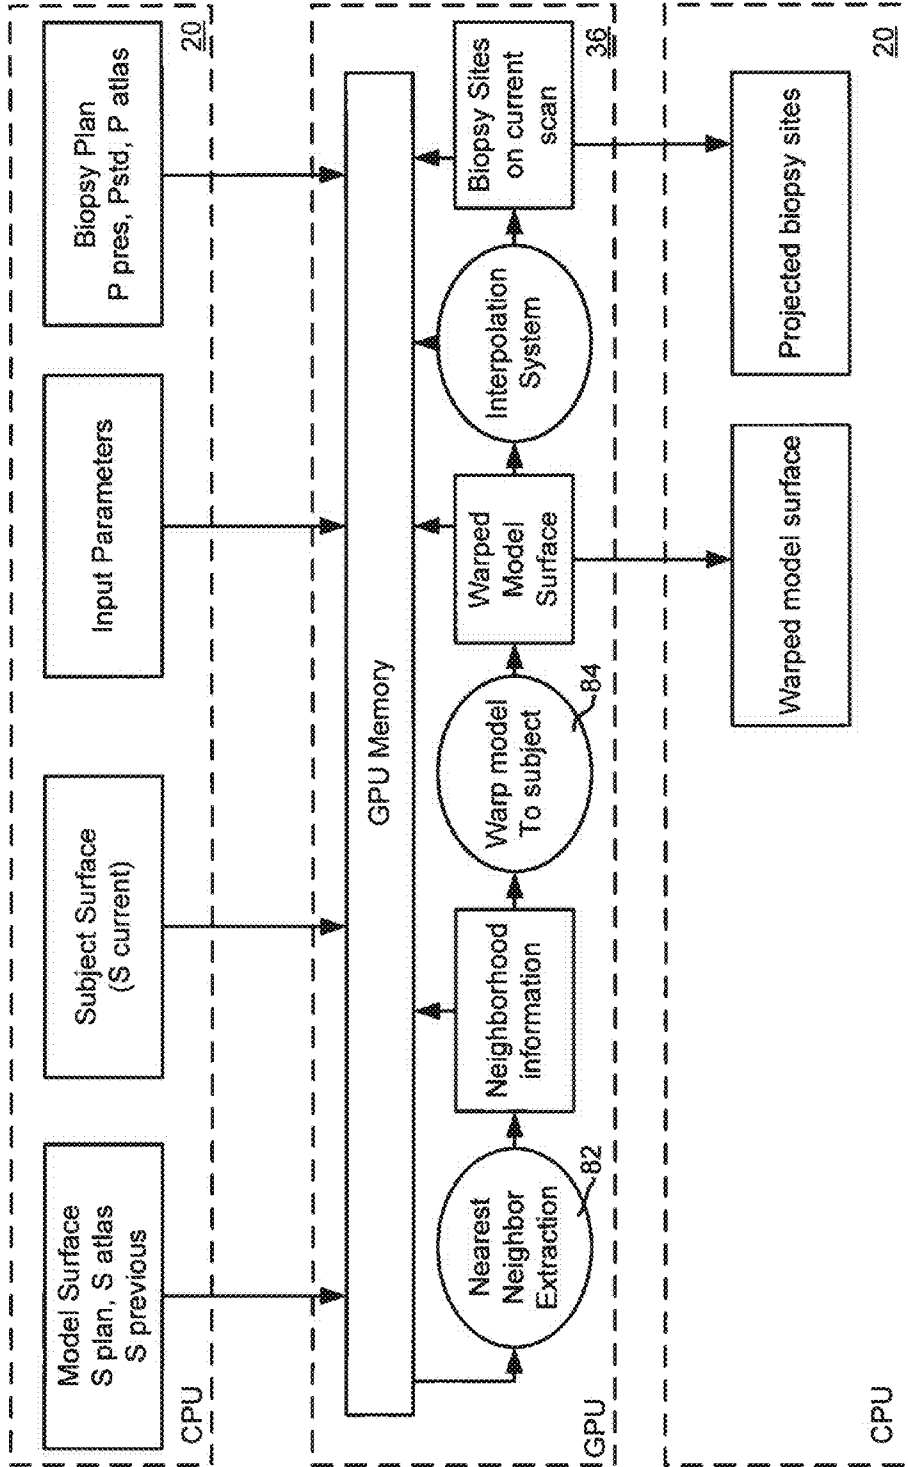 Model Surface
S plan, S atlas
S previous
Subject Surface
(S current)
Input Parameters
Biopsy Plan
P pres, Pstd, P atlas
CPU
20
GPU Memory
Nearest
Neighbor
Extraction
82
Neighborhood
information
Warp model
To subject
84
Warped
Model
Surface
Interpolation
System
Biopsy Sites
on current
scan
GPU
36
Warped model surface
Projected biopsy sites
CPU
20